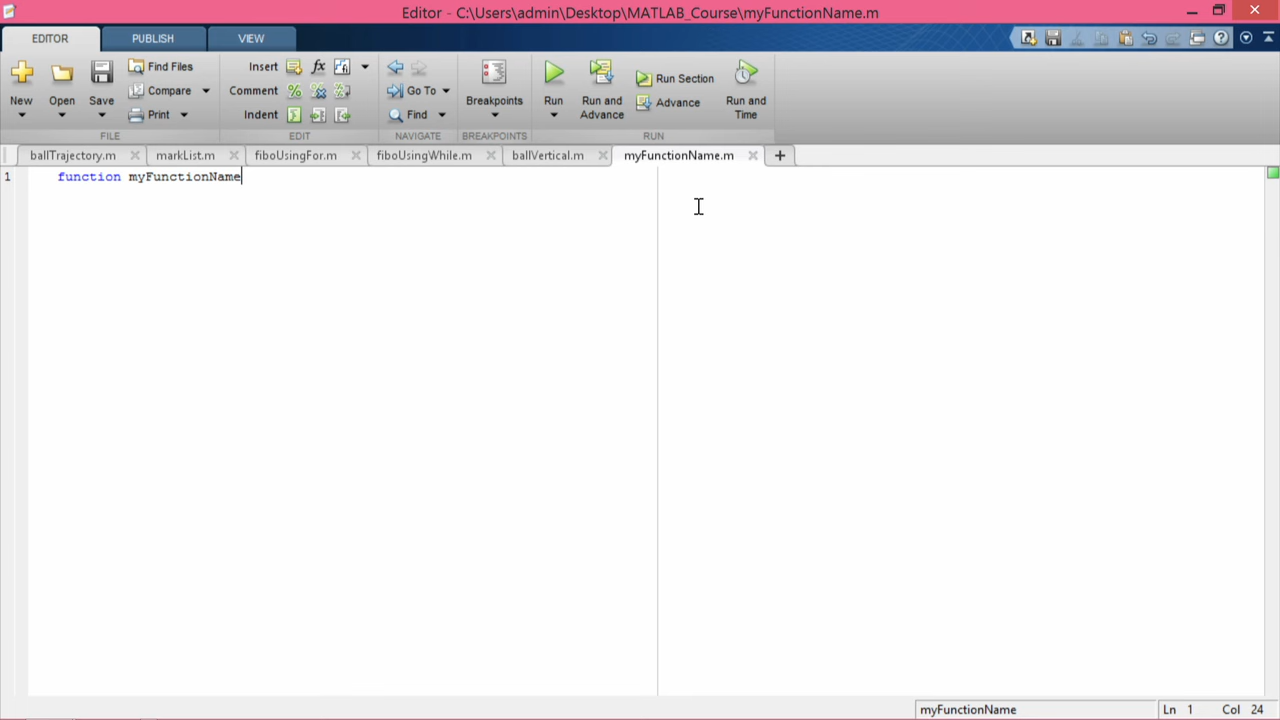 Editor - C:\Users\admin\Desktop\MATLAB_Course\myFunctionName.m
EDITOR PUBLISH VIEW
New Open Save Find Files Compare Print
FILE
Insert fx
Comment
Indent
EDIT
Go To
Find
NAVIGATE
Breakpoints
BREAKPOINTS
Run
Run and Advance
Run Section
Advance
Run and Time
RUN
ballTrajectory.m markList.m fiboUsingFor.m fiboUsingWhile.m ballVertical.m myFunctionName.m
1 function myFunctionName
myFunctionName Ln 1 Col 24